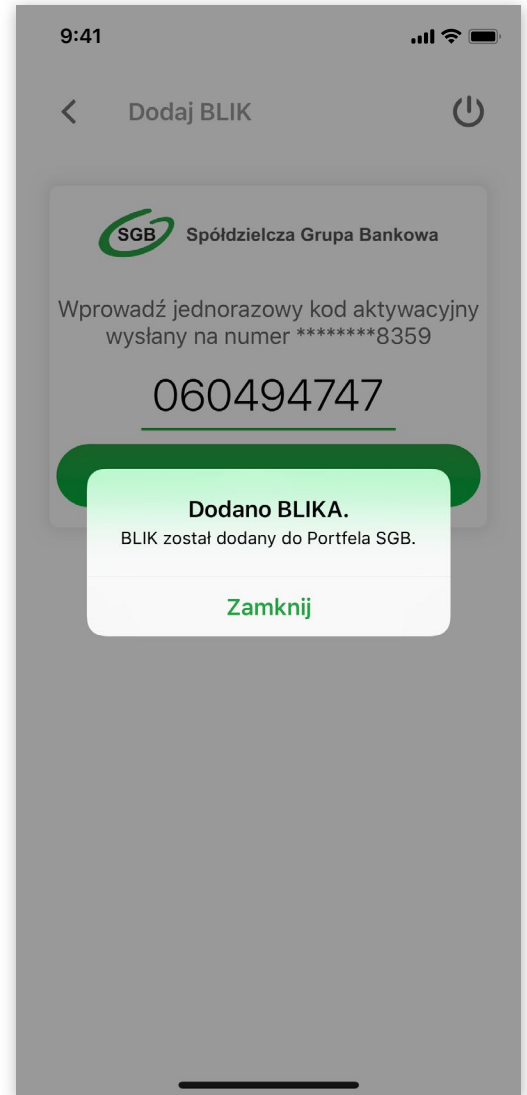 9:41
Dodaj BLIK
SGB Spółdzielcza Grupa Bankowa
Wprowadź jednorazowy kod aktywacyjny
wysłany na numer ********8359
060494747
Dodano BLIKA.
BLIK został dodany do Portfela SGB.
Zamknij